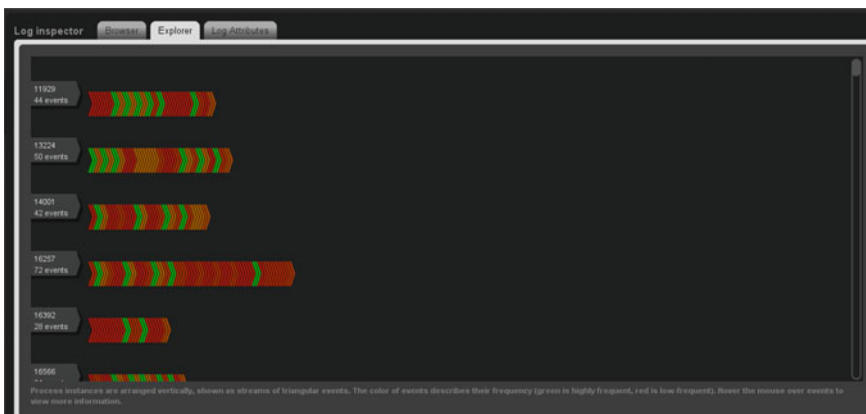 Log inspector Browser Explorer Log Attributes
11929
44 events
13224
50 events
14001
42 events
16257
72 events
16392
28 events
16566
Process instances are arranged vertically, shown as streams of triangular events. The color of events describes their frequency (green is highly frequent, red is low-frequent). Hover the mouse over events to
view more information.